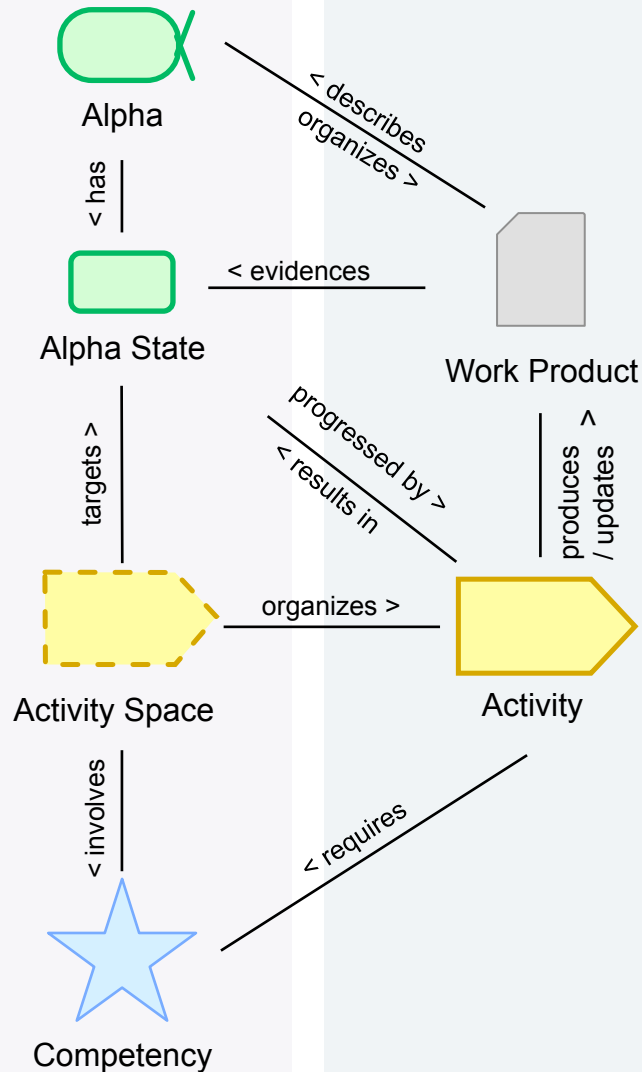 Alpha
< describes
organizes >
< has
< evidences
Alpha State
Work Product
progressed by >
< results in
targets >
produces >
/ updates
organizes >
Activity Space
Activity
< involves
< requires
Competency